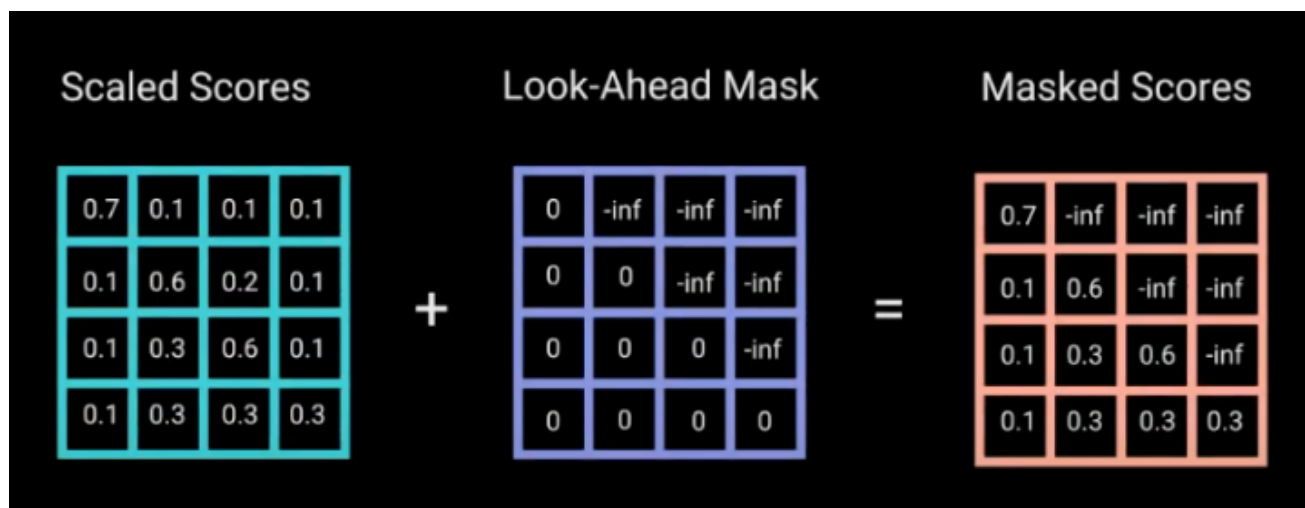 Scaled Scores Look-Ahead Mask Masked Scores
0.7 0.1 0.1 0.1 0 -inf -inf -inf 0.7 -inf -inf -inf
0.1 0.6 0.2 0.1 0 0 -inf -inf 0.1 0.6 -inf -inf
+ =
0.1 0.3 0.6 0.1 0 0 0 -inf 0.1 0.3 0.6 -inf
0.1 0.3 0.3 0.3 0 0 0 0 0.1 0.3 0.3 0.3